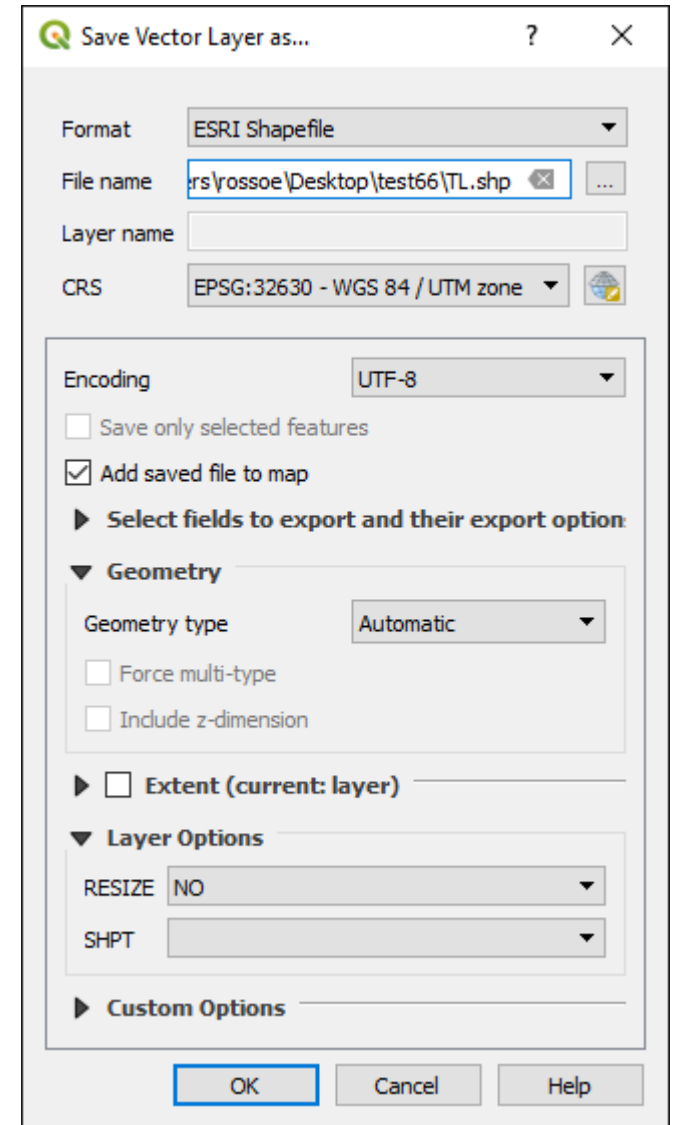 Save Vector Layer as... ?
Format ESRI Shapefile
File name ers\rossoe\Desktop\test66\TL.shp ...
Layer name
CRS EPSG:32630 - WGS 84 / UTM zone
Encoding UTF-8
Save only selected features
Add saved file to map
Select fields to export and their export option
Geometry
Geometry type Automatic
Force multi-type
Include z-dimension
Extent (current: layer)
Layer Options
RESIZE NO
SHPT
Custom Options
OK Cancel Help